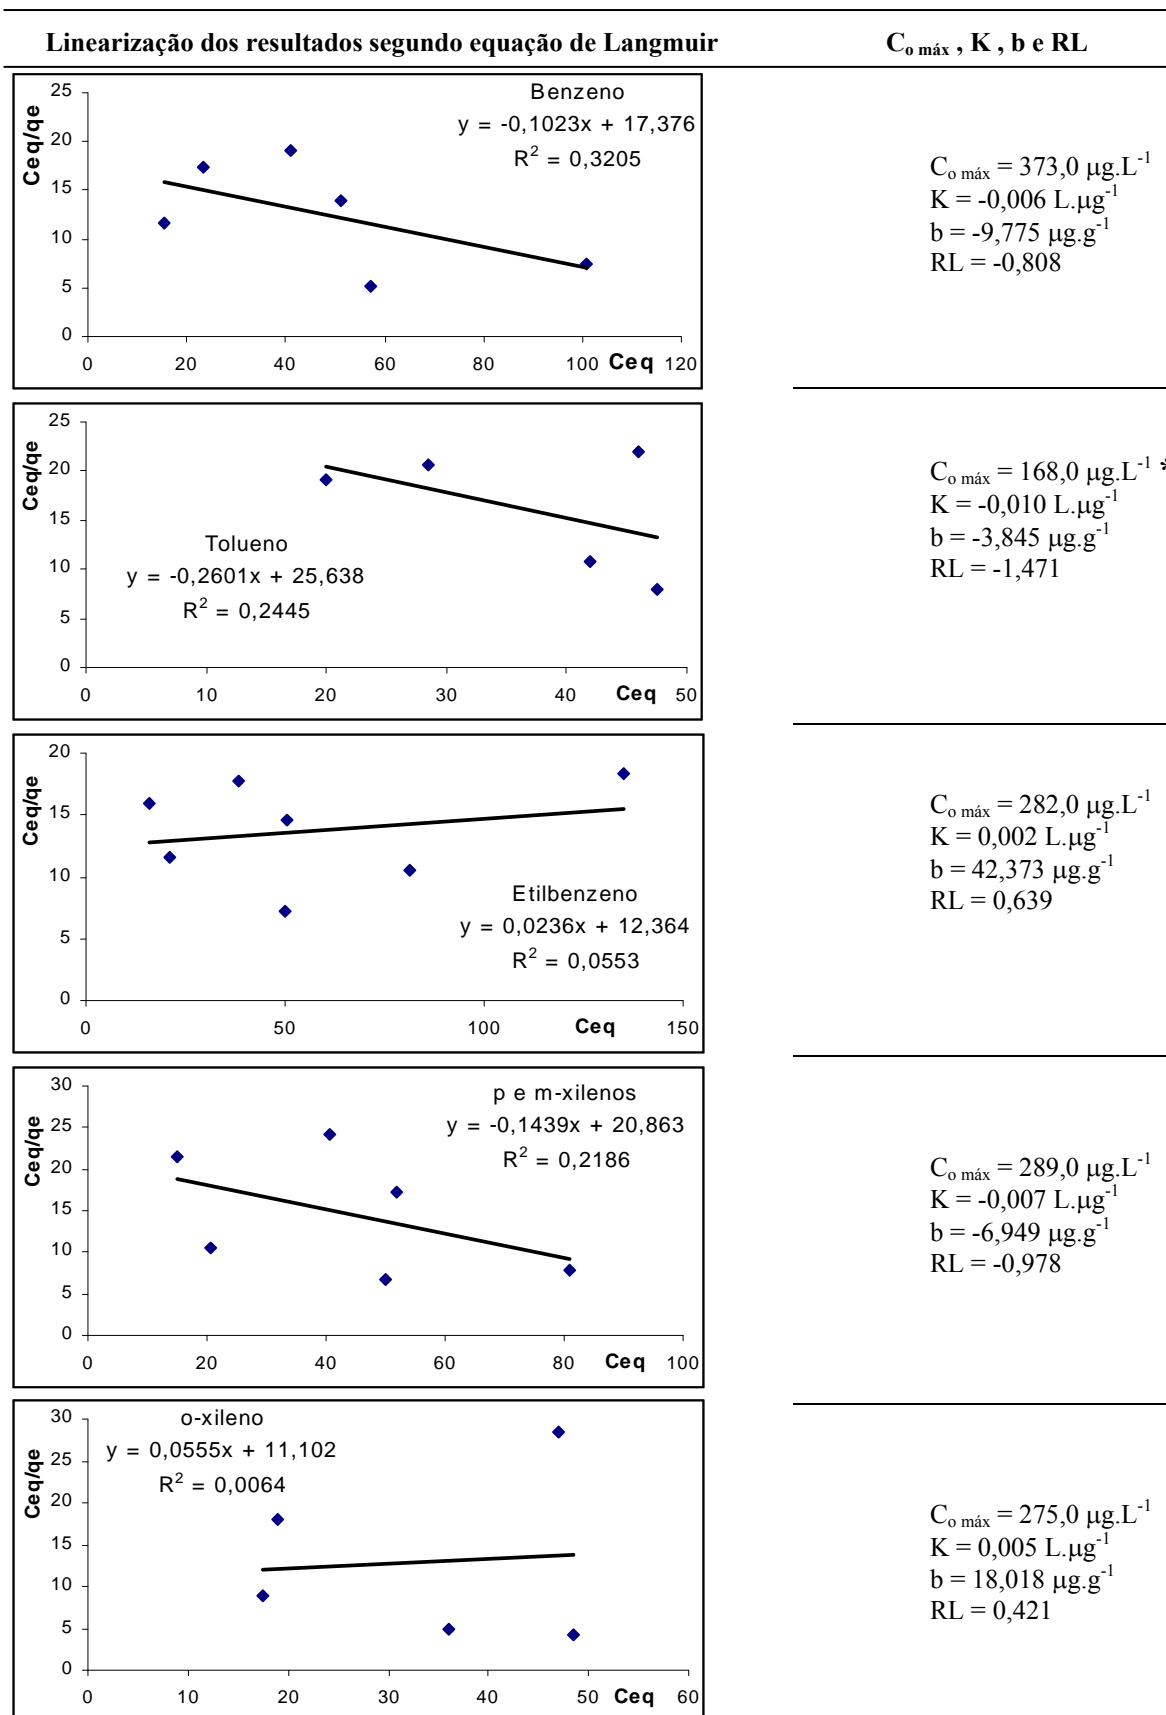 Linearização dos resultados segundo equação de Langmuir
C₀ máx , K , b e RL
Benzeno
y = -0,1023x + 17,376
R² = 0,3205
Ceq/qe
25
20
15
10
5
0
0 20 40 60 80 100 Ceq 120
C₀ máx = 373,0 µg.L⁻¹
K = -0,006 L.µg⁻¹
b = -9,775 µg.g⁻¹
RL = -0,808
Ceq/qe
25
20
15
10
5
0
Tolueno
y = -0,2601x + 25,638
R² = 0,2445
0 10 20 30 40 Ceq 50
C₀ máx = 168,0 µg.L⁻¹ *
K = -0,010 L.µg⁻¹
b = -3,845 µg.g⁻¹
RL = -1,471
Ceq/qe
20
15
10
5
0
Etilbenzeno
y = 0,0236x + 12,364
R² = 0,0553
0 50 100 Ceq 150
C₀ máx = 282,0 µg.L⁻¹
K = 0,002 L.µg⁻¹
b = 42,373 µg.g⁻¹
RL = 0,639
Ceq/qe
30
25
20
15
10
5
0
p e m-xilenos
y = -0,1439x + 20,863
R² = 0,2186
0 20 40 60 80 Ceq 100
C₀ máx = 289,0 µg.L⁻¹
K = -0,007 L.µg⁻¹
b = -6,949 µg.g⁻¹
RL = -0,978
Ceq/qe
30
25
20
15
10
5
0
o-xileno
y = 0,0555x + 11,102
R² = 0,0064
0 10 20 30 40 50 Ceq 60
C₀ máx = 275,0 µg.L⁻¹
K = 0,005 L.µg⁻¹
b = 18,018 µg.g⁻¹
RL = 0,421